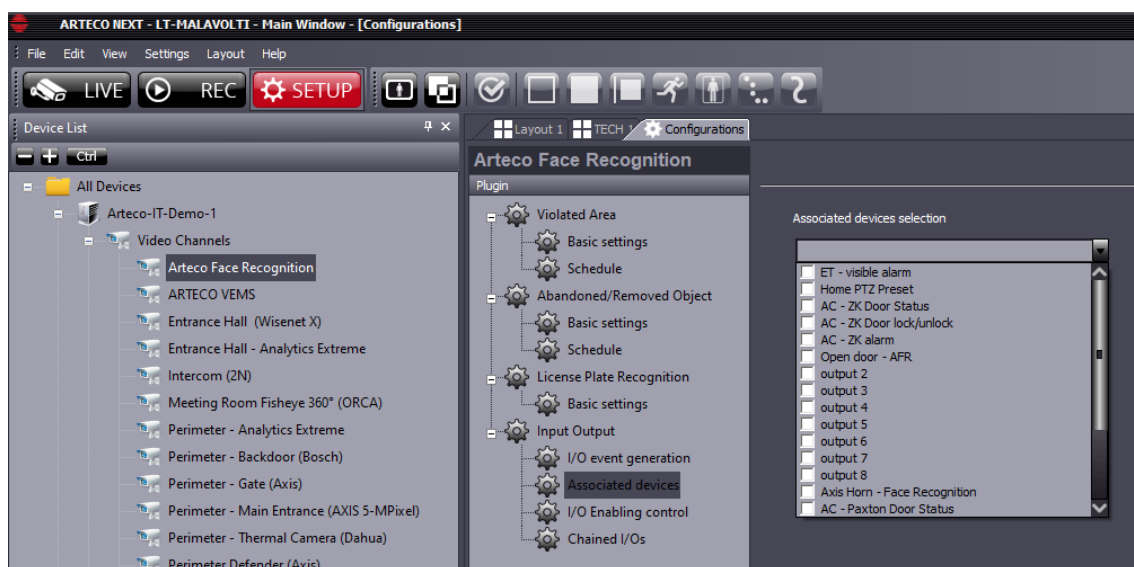 ARTECO NEXT - LT-MALAVOLTI - Main Window - [Configurations]
File Edit View Settings Layout Help
LIVE REC SETUP
Device List
Ctrl
All Devices
Arteco-IT-Demo-1
Video Channels
Arteco Face Recognition
ARTECO VEMS
Entrance Hall (Wisenet X)
Entrance Hall - Analytics Extreme
Intercom (2N)
Meeting Room Fisheye 360° (ORCA)
Perimeter - Analytics Extreme
Perimeter - Backdoor (Bosch)
Perimeter - Gate (Axis)
Perimeter - Main Entrance (AXIS 5-MPixel)
Perimeter - Thermal Camera (Dahua)
Perimeter Defender (Axis)
Layout 1 TECH 1 Configurations
Arteco Face Recognition
Plugin
Violated Area
Basic settings
Schedule
Abandoned/Removed Object
Basic settings
Schedule
License Plate Recognition
Basic settings
Input Output
I/O event generation
Associated devices
I/O Enabling control
Chained I/Os
Associated devices selection
ET - visible alarm
Home PTZ Preset
AC - ZK Door Status
AC - ZK Door lock/unlock
AC - ZK alarm
Open door - AFR
output 2
output 3
output 4
output 5
output 6
output 7
output 8
Axis Horn - Face Recognition
AC - Paxton Door Status